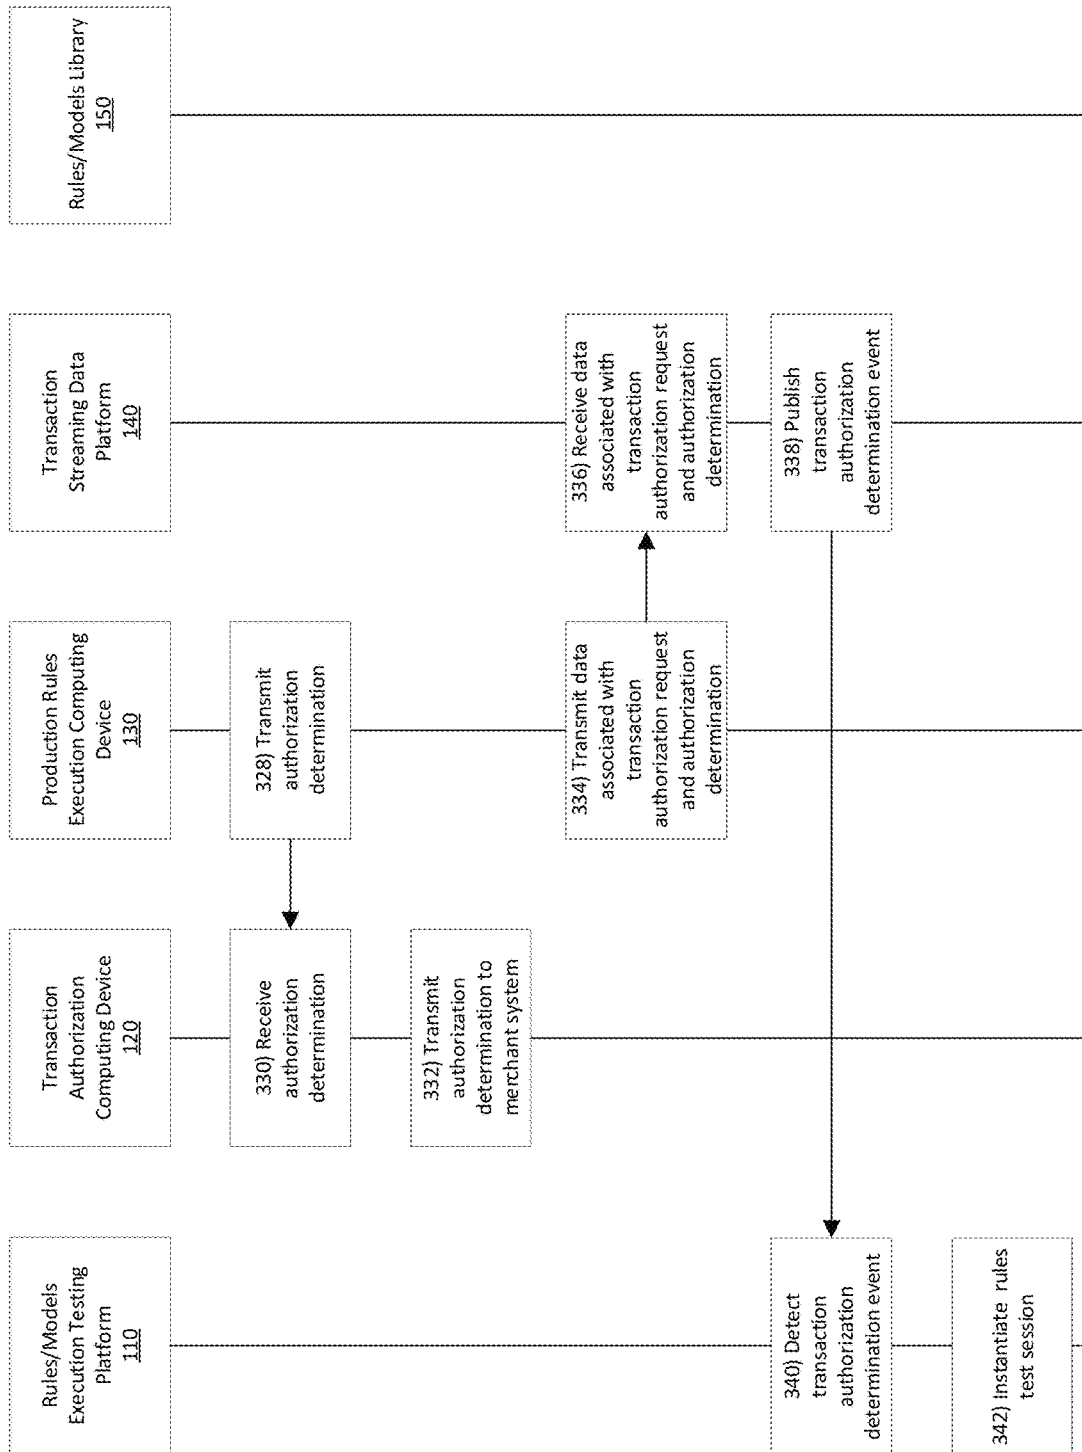 Rules/Models
Execution Testing
Platform
110
Transaction
Authorization
Computing Device
120
Production Rules
Execution Computing
Device
130
Transaction
Streaming Data
Platform
140
Rules/Models Library
150
328) Transmit
authorization
determination
330) Receive
authorization
determination
332) Transmit
authorization
determination to
merchant system
334) Transmit data
associated with
transaction
authorization request
and authorization
determination
336) Receive data
associated with
transaction
authorization request
and authorization
determination
338) Publish
transaction
authorization
determination event
340) Detect
transaction
authorization
determination event
342) Instantiate rules
test session